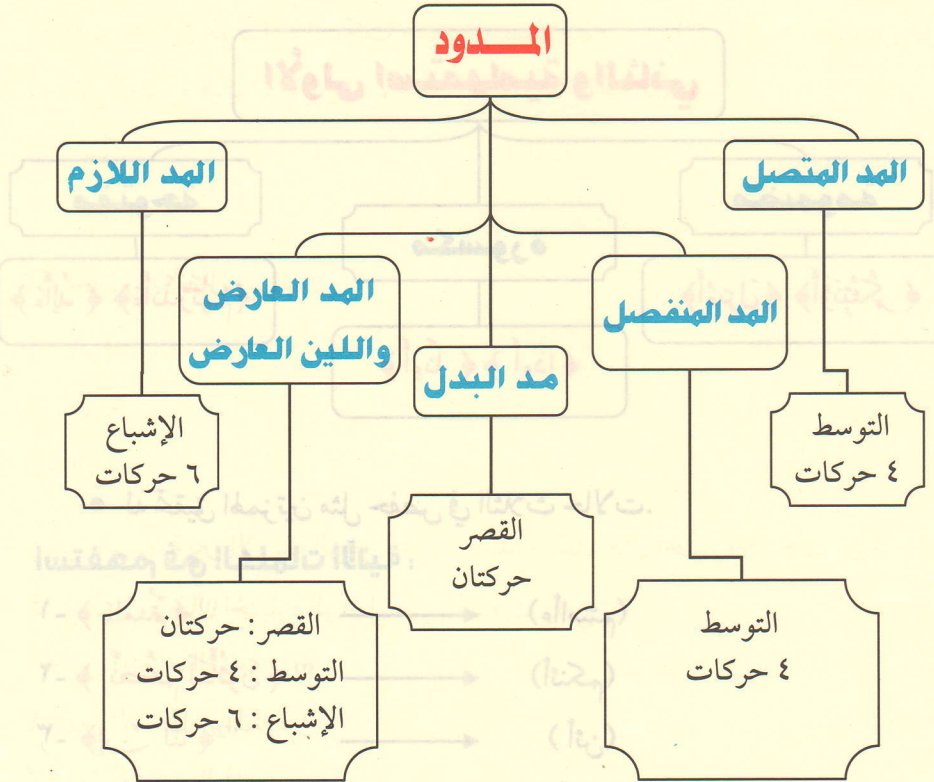 المـدود
المد المتصل
التوسط
٤ حركات
المد المنفصل
التوسط
٤ حركات
مد البدل
القصر
حركتان
المد العارض
واللين العارض
القصر : حركتان
التوسط : ٤ حركات
الإشباع : ٦ حركات
المد اللازم
الإشباع
٦ حركات